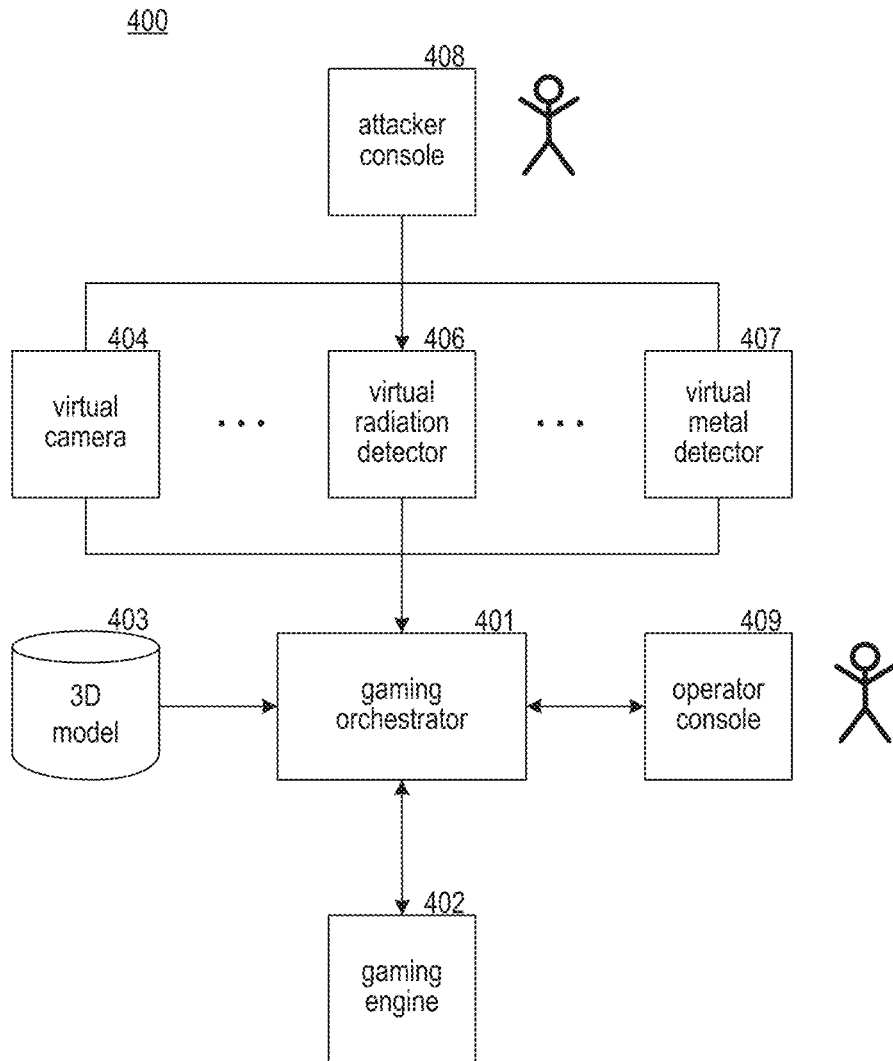 400
408
attacker
console
404
virtual
camera
...
406
virtual
radiation
detector
...
407
virtual
metal
detector
403
3D
model
401
gaming
orchestrator
409
operator
console
402
gaming
engine